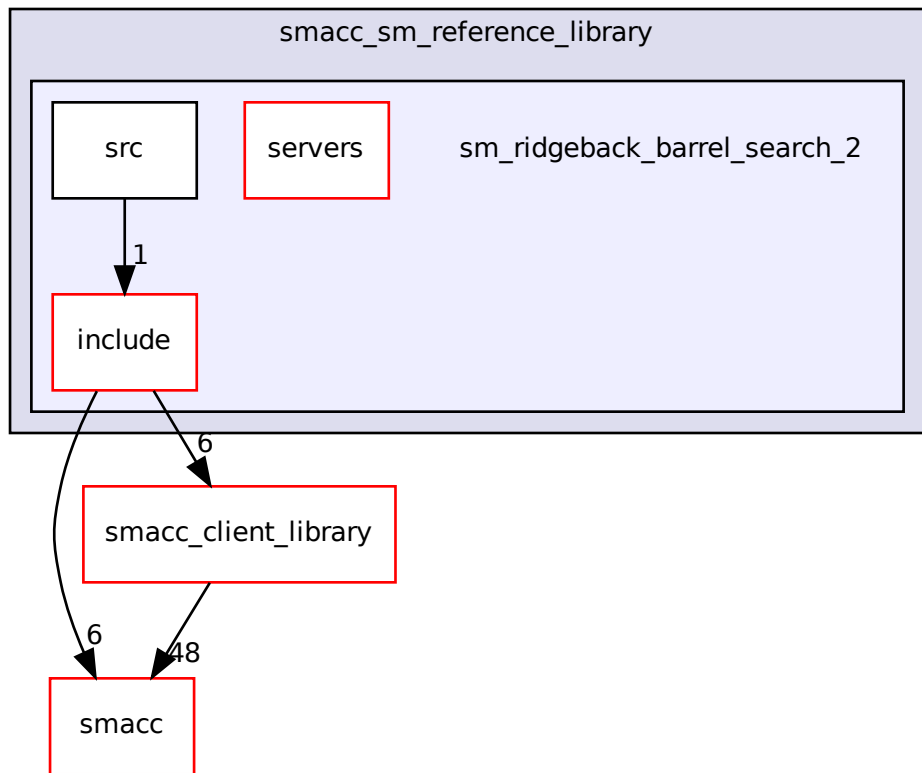 smacc_sm_reference_library
src
servers
sm_ridgeback_barrel_search_2
1
include
6
smacc_client_library
6
48
smacc